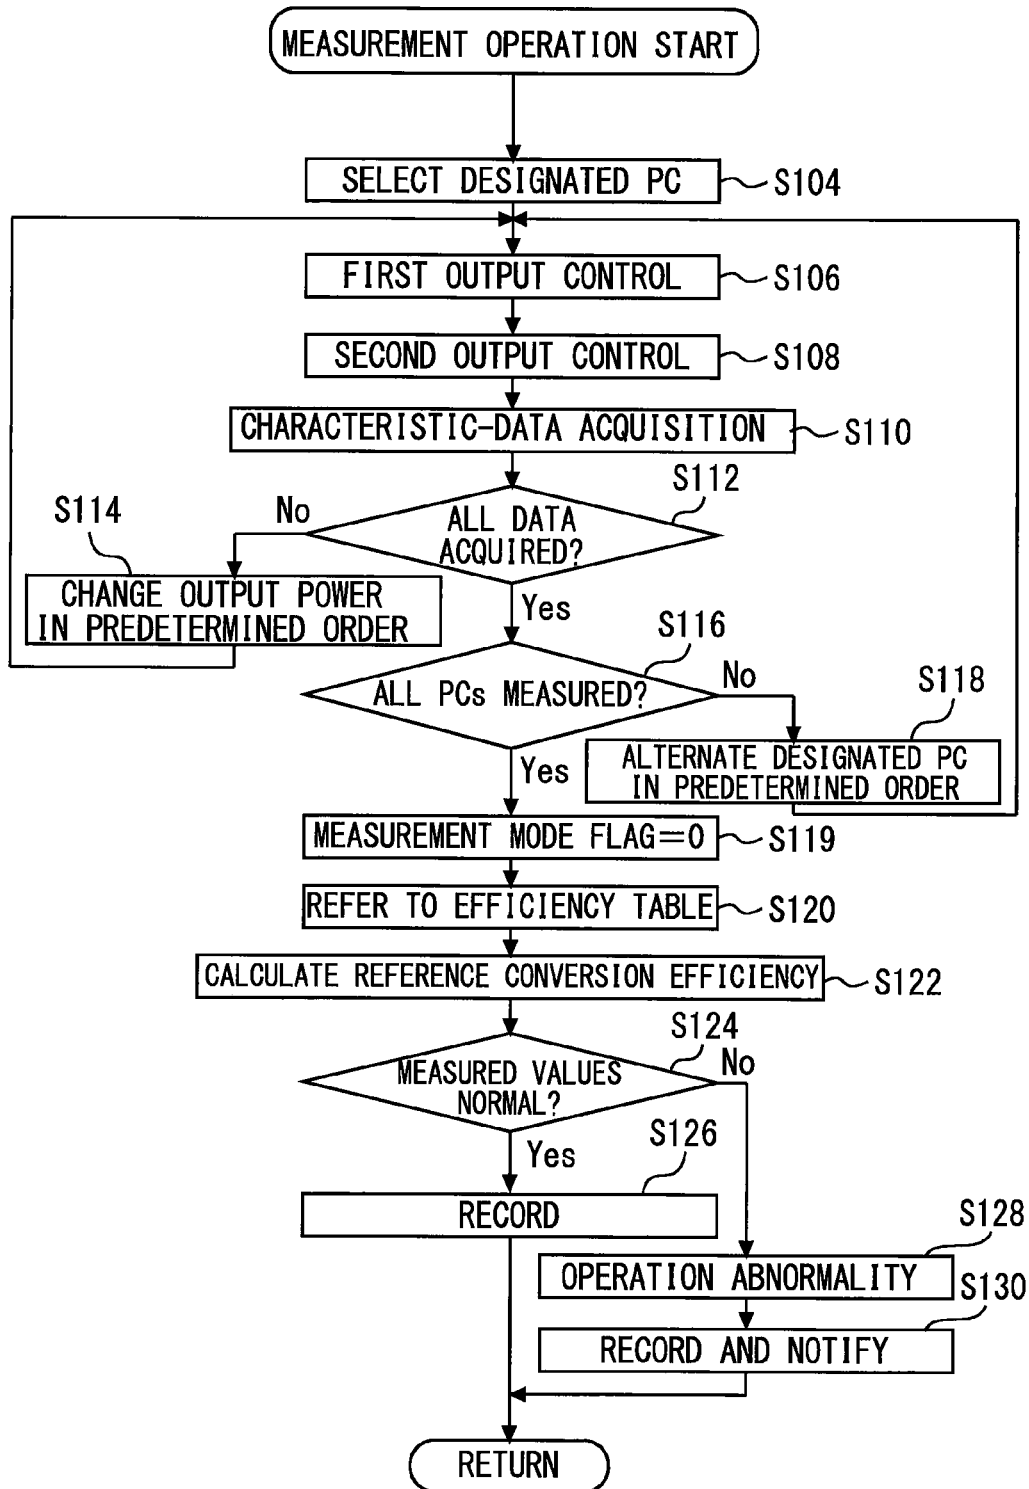 MEASUREMENT OPERATION START
SELECT DESIGNATED PC
S104
FIRST OUTPUT CONTROL
S106
SECOND OUTPUT CONTROL
S108
CHARACTERISTIC-DATA ACQUISITION
S110
S112
ALL DATA
ACQUIRED?
No
S114
CHANGE OUTPUT POWER
IN PREDETERMINED ORDER
Yes
S116
ALL PCs MEASURED?
No
S118
ALTERNATE DESIGNATED PC
IN PREDETERMINED ORDER
Yes
MEASUREMENT MODE FLAG=0
S119
REFER TO EFFICIENCY TABLE
S120
CALCULATE REFERENCE CONVERSION EFFICIENCY
S122
S124
MEASURED VALUES
NORMAL?
No
Yes
S126
RECORD
S128
OPERATION ABNORMALITY
S130
RECORD AND NOTIFY
RETURN